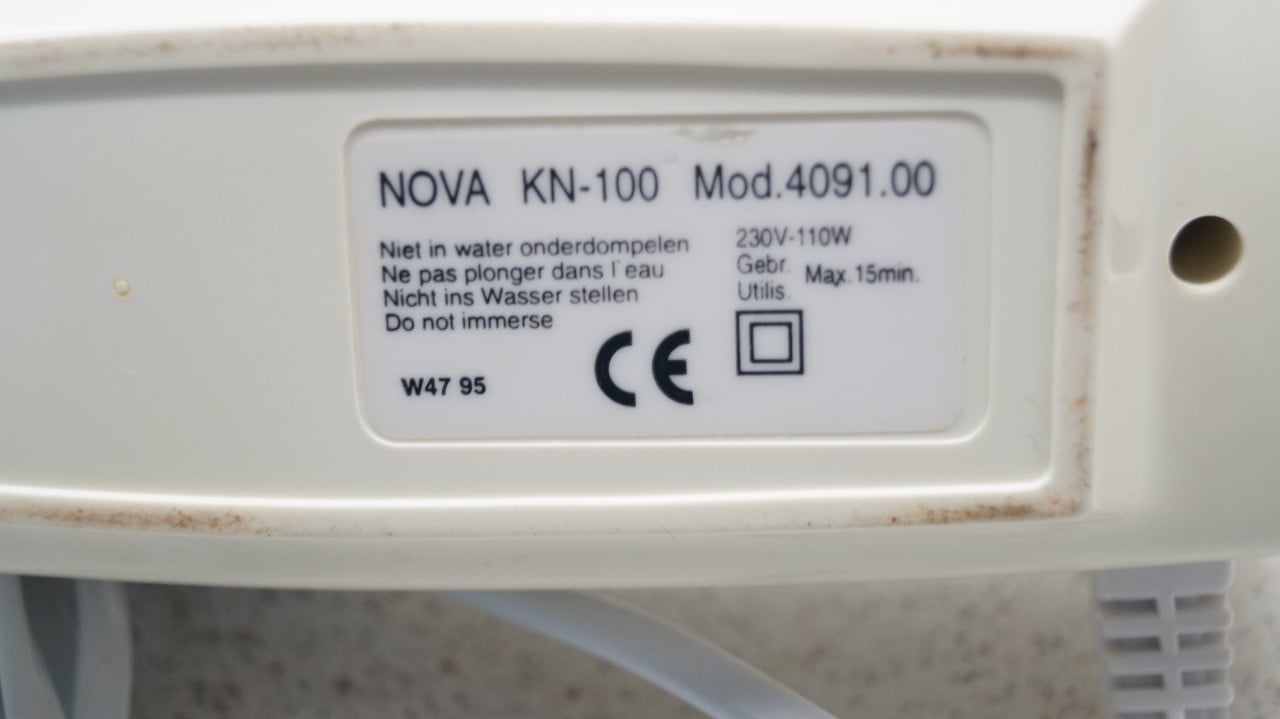 NOVA KN-100 Mod.4091.00
Niet in water onderdompelen
Ne pas plonger dans l'eau
Nicht ins Wasser stellen
Do not immerse
230V-110W
Gebr.
Utilis. Max.15min.
W47 95
CE